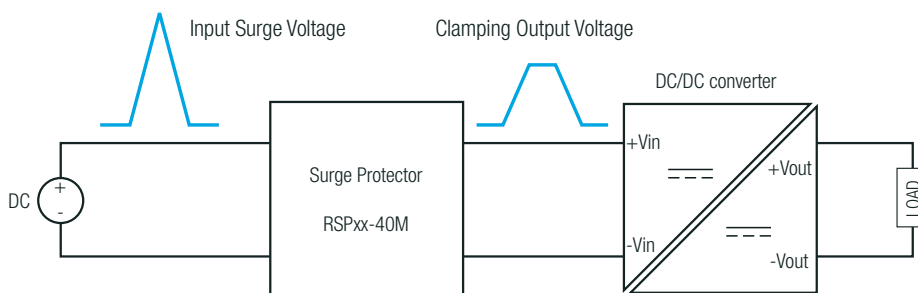 Input Surge Voltage
Clamping Output Voltage
DC/DC converter
+Vin
Surge Protector
+Vout
DC
+
-
LOAD
RSPxx-40M
-Vin
-Vout